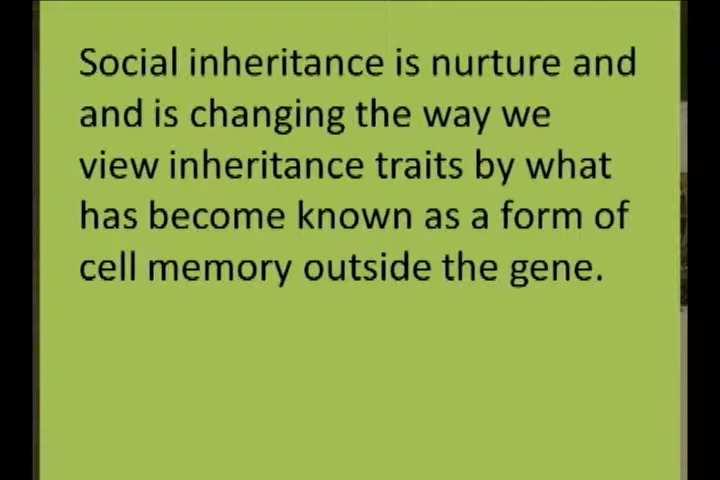 Social inheritance is nurture and
and is changing the way we
view inheritance traits by what
has become known as a form of
cell memory outside the gene.